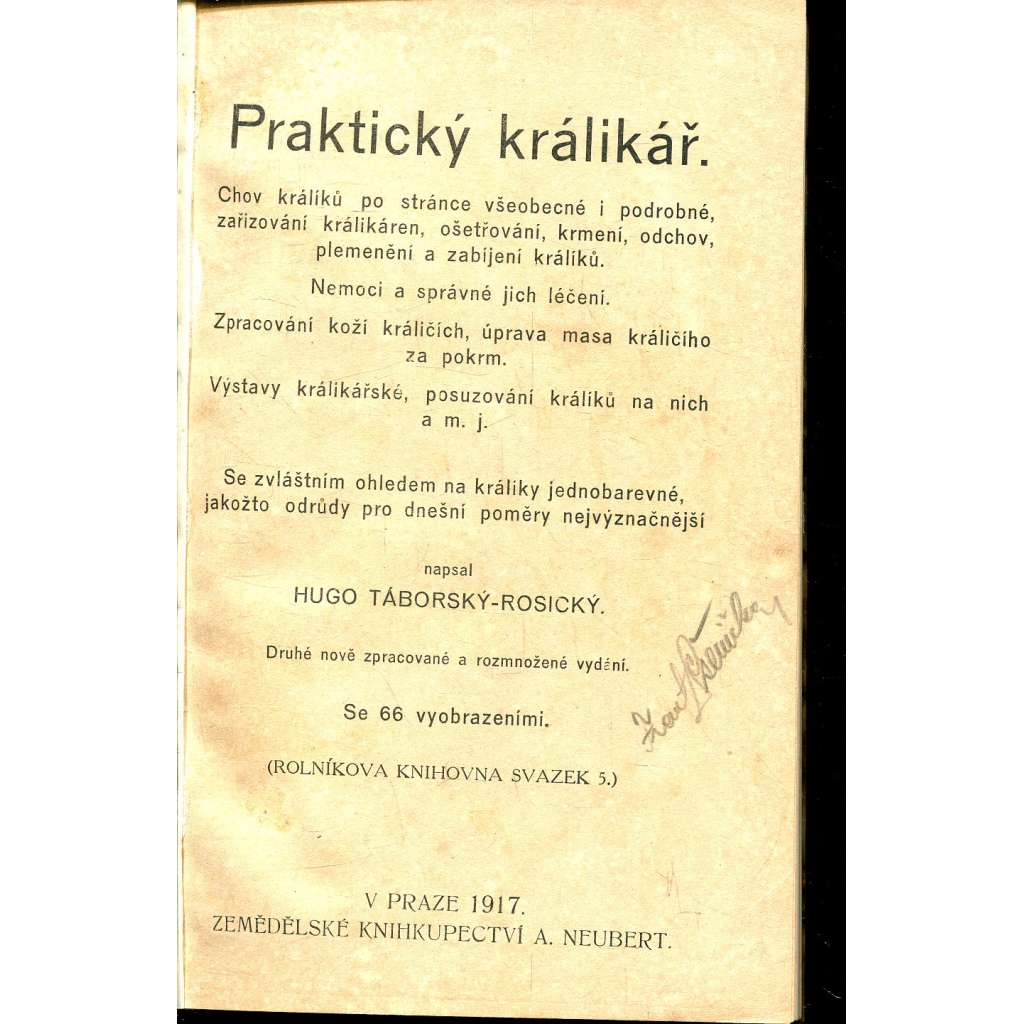 Praktický králikář.
Chov králíků po stránce všeobecné i podrobné,
zařizování králikáren, ošetřování, krmení, odchov,
plemenění a zabíjení králíků.
Nemoci a správné jich léčení.
Zpracování koží králičích, úprava masa králičího
za pokrm.
Výstavy králikářské, posuzování králíků na nich
a m. j.
Se zvláštním ohledem na králiky jednobarevné,
jakožto odrůdy pro dnešní poměry nejvýznačnější
napsal
HUGO TÁBORSKÝ-ROSICKÝ.
Druhé nově zpracované a rozmnožené vydání.
Se 66 vyobrazeními.
(ROLNÍKOVA KNIHOVNA SVAZEK 5.)
V PRAZE 1917.
ZEMĚDĚLSKÉ KNIHKUPECTVÍ A. NEUBERT.